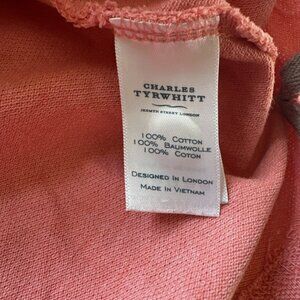 CHARLES
TYRWHITT
JERMYN STREET LONDON
100% COTTON
100% BAUMWOLLE
100% COTON
DESIGNED IN LONDON
MADE IN VIETNAM